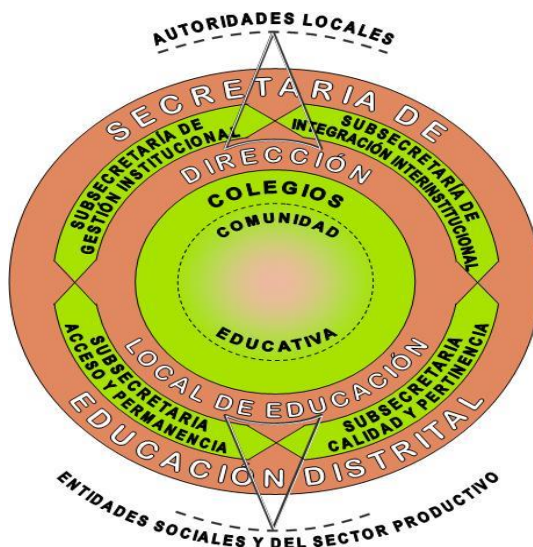 AUTORIDADES LOCALES
SECRETARIA DE
SUBSECRETARÍA DE
GESTIÓN INSTITUCIONAL
SUBSECRETARÍA DE
INTEGRACIÓN INTERINSTITUCIONAL
DIRECCIÓN
COLEGIOS
COMUNIDAD
EDUCATIVA
LOCAL DE EDUCACIÓN
SUBSECRETARIA
ACCESO Y PERMANENCIA
SUBSECRETARIA
CALIDAD Y PERTINENCIA
EDUCACIÓN DISTRITAL
ENTIDADES SOCIALES Y DEL SECTOR PRODUCTIVO